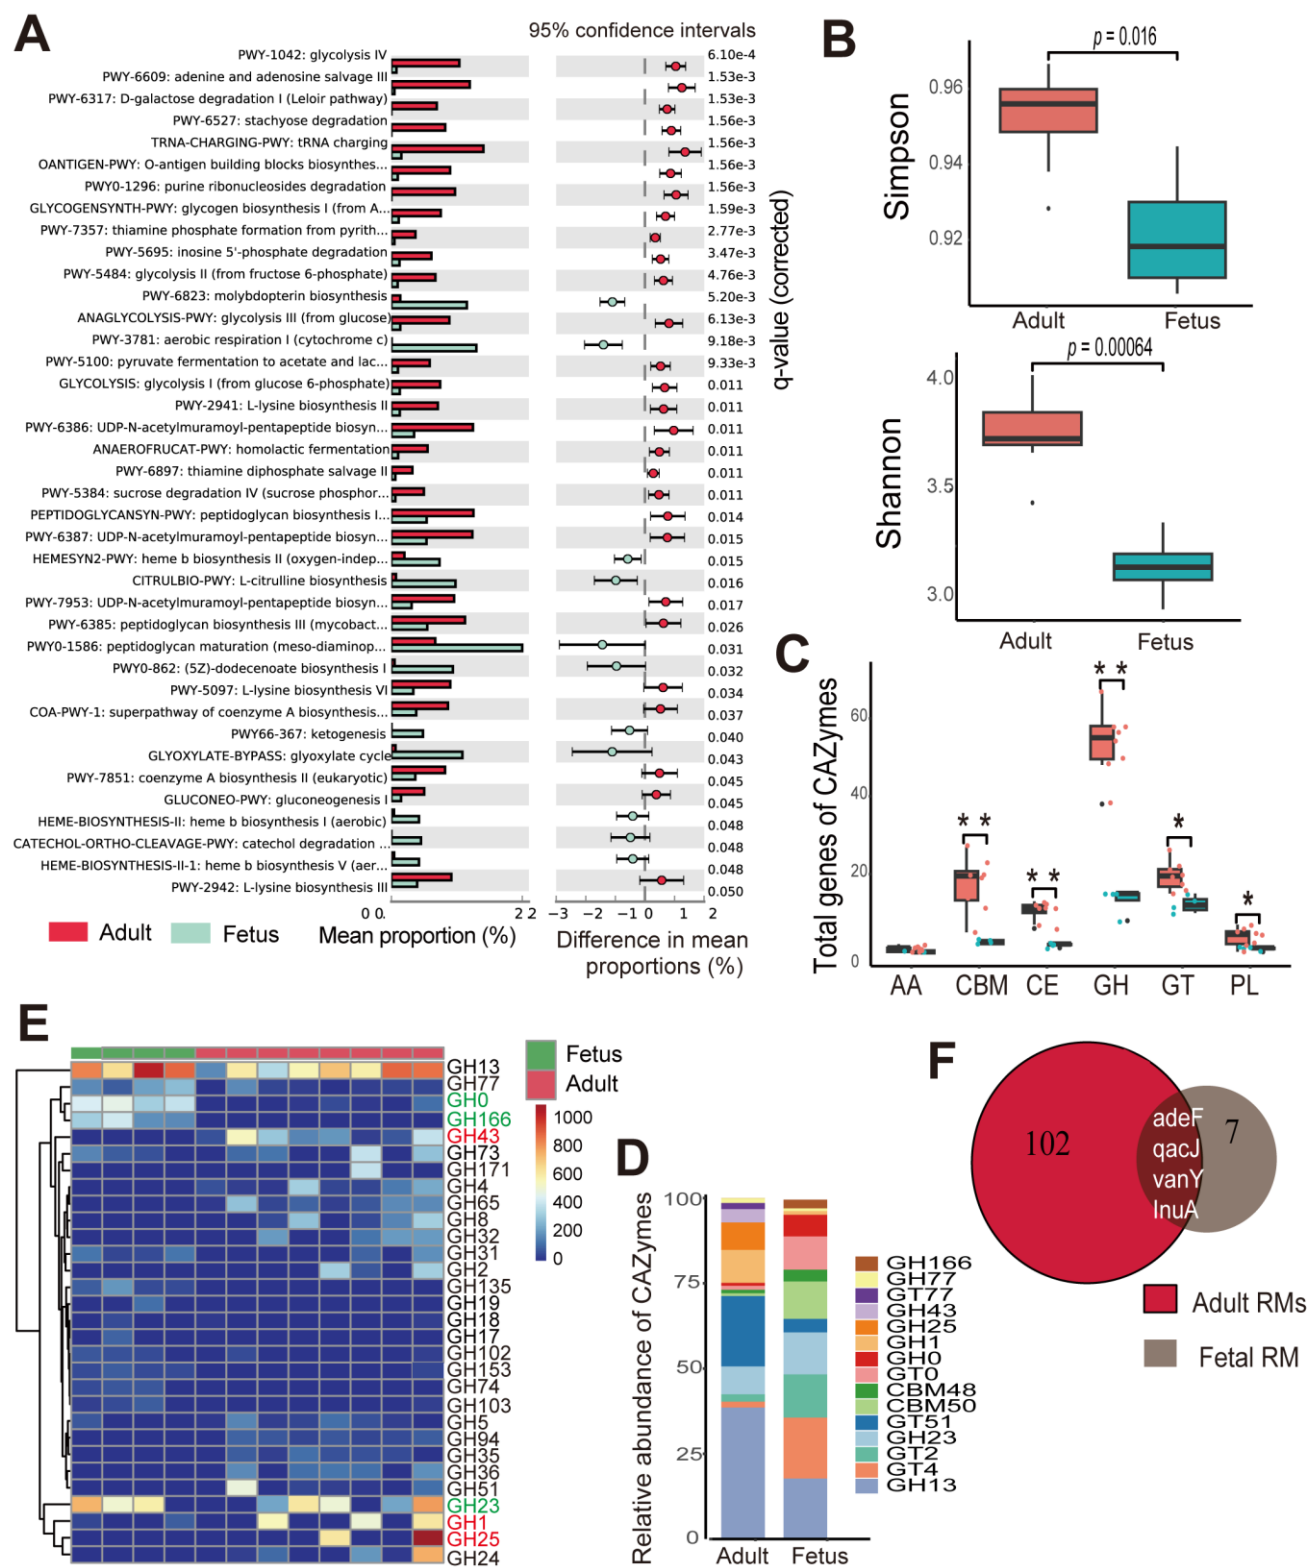 A
95% confidence intervals
PWY-1042: glycolysis IV
6.10e-4
PWY-6609: adenine and adenosine salvage III
1.53e-3
PWY-6317: D-galactose degradation I (Leloir pathway)
1.53e-3
PWY-6527: stachyose degradation
1.56e-3
TRNA-CHARGING-PWY: tRNA charging
1.56e-3
OANTIGEN-PWY: O-antigen building blocks biosynthes...
1.56e-3
PWY0-1296: purine ribonucleosides degradation
1.56e-3
GLYCOGENSYNTH-PWY: glycogen biosynthesis I (from A...
1.59e-3
PWY-7357: thiamine phosphate formation from pyrith...
2.77e-3
PWY-5695: inosine 5'-phosphate degradation
3.47e-3
PWY-5484: glycolysis II (from fructose 6-phosphate)
4.76e-3
PWY-6823: molybdopterin biosynthesis
5.20e-3
ANAGLYCOLYSIS-PWY: glycolysis III (from glucose)
6.13e-3
PWY-3781: aerobic respiration I (cytochrome c)
9.18e-3
PWY-5100: pyruvate fermentation to acetate and lac...
9.33e-3
GLYCOLYSIS: glycolysis I (from glucose 6-phosphate)
0.011
PWY-2941: L-lysine biosynthesis II
0.011
PWY-6386: UDP-N-acetylmuramoyl-pentapeptide biosyn...
0.011
ANAEROFRUCAT-PWY: homolactic fermentation
0.011
PWY-6897: thiamine diphosphate salvage II
0.011
PWY-5384: sucrose degradation IV (sucrose phosphor...
0.011
PEPTIDOGLYCANSYN-PWY: peptidoglycan biosynthesis I...
0.014
PWY-6387: UDP-N-acetylmuramoyl-pentapeptide biosyn...
0.015
HEMESYN2-PWY: heme b biosynthesis II (oxygen-indep...
0.015
CITRULBIO-PWY: L-citrulline biosynthesis
0.016
PWY-7953: UDP-N-acetylmuramoyl-pentapeptide biosyn...
0.017
PWY-6385: peptidoglycan biosynthesis III (mycobact...
0.026
PWY0-1586: peptidoglycan maturation (meso-diaminop...
0.031
PWY0-862: (5Z)-dodecenoate biosynthesis I
0.032
PWY-5097: L-lysine biosynthesis VI
0.034
COA-PWY-1: superpathway of coenzyme A biosynthesis...
0.037
PWY66-367: ketogenesis
0.040
GLYOXYLATE-BYPASS: glyoxylate cycle
0.043
PWY-7851: coenzyme A biosynthesis II (eukaryotic)
0.045
GLUCONEO-PWY: gluconeogenesis I
0.045
HEME-BIOSYNTHESIS-II: heme b biosynthesis I (aerobic)
0.048
CATECHOL-ORTHO-CLEAVAGE-PWY: catechol degradation ...
0.048
HEME-BIOSYNTHESIS-II-1: heme b biosynthesis V (aer...
0.048
PWY-2942: L-lysine biosynthesis III
0.050
q-value (corrected)
0 0. 2 2
−3 −2 −1 0 1 2
Adult
Fetus
Mean proportion (%)
Difference in mean
proportions (%)
B
p = 0.016
Simpson
0.96
0.94
0.92
Adult Fetus
p = 0.00064
Shannon
4.0
3.5
3.0
Adult Fetus
C
Total genes of CAZymes
60
40
20
0
* *
* *
* *
*
*
AA CBM CE GH GT PL
E
Fetus
Adult
1000
800
600
400
200
0
GH13
GH77
GH0
GH166
GH43
GH73
GH171
GH4
GH65
GH8
GH32
GH31
GH2
GH135
GH19
GH18
GH17
GH102
GH153
GH74
GH103
GH5
GH94
GH35
GH36
GH51
GH23
GH1
GH25
GH24
D
Relative abundance of CAZymes
100
75
50
25
0
Adult Fetus
GH166
GH77
GT77
GH43
GH25
GH1
GH0
GT0
CBM48
CBM50
GT51
GH23
GT2
GT4
GH13
F
102
adeF
qacJ
vanY
lnuA
7
Adult RMs
Fetal RM